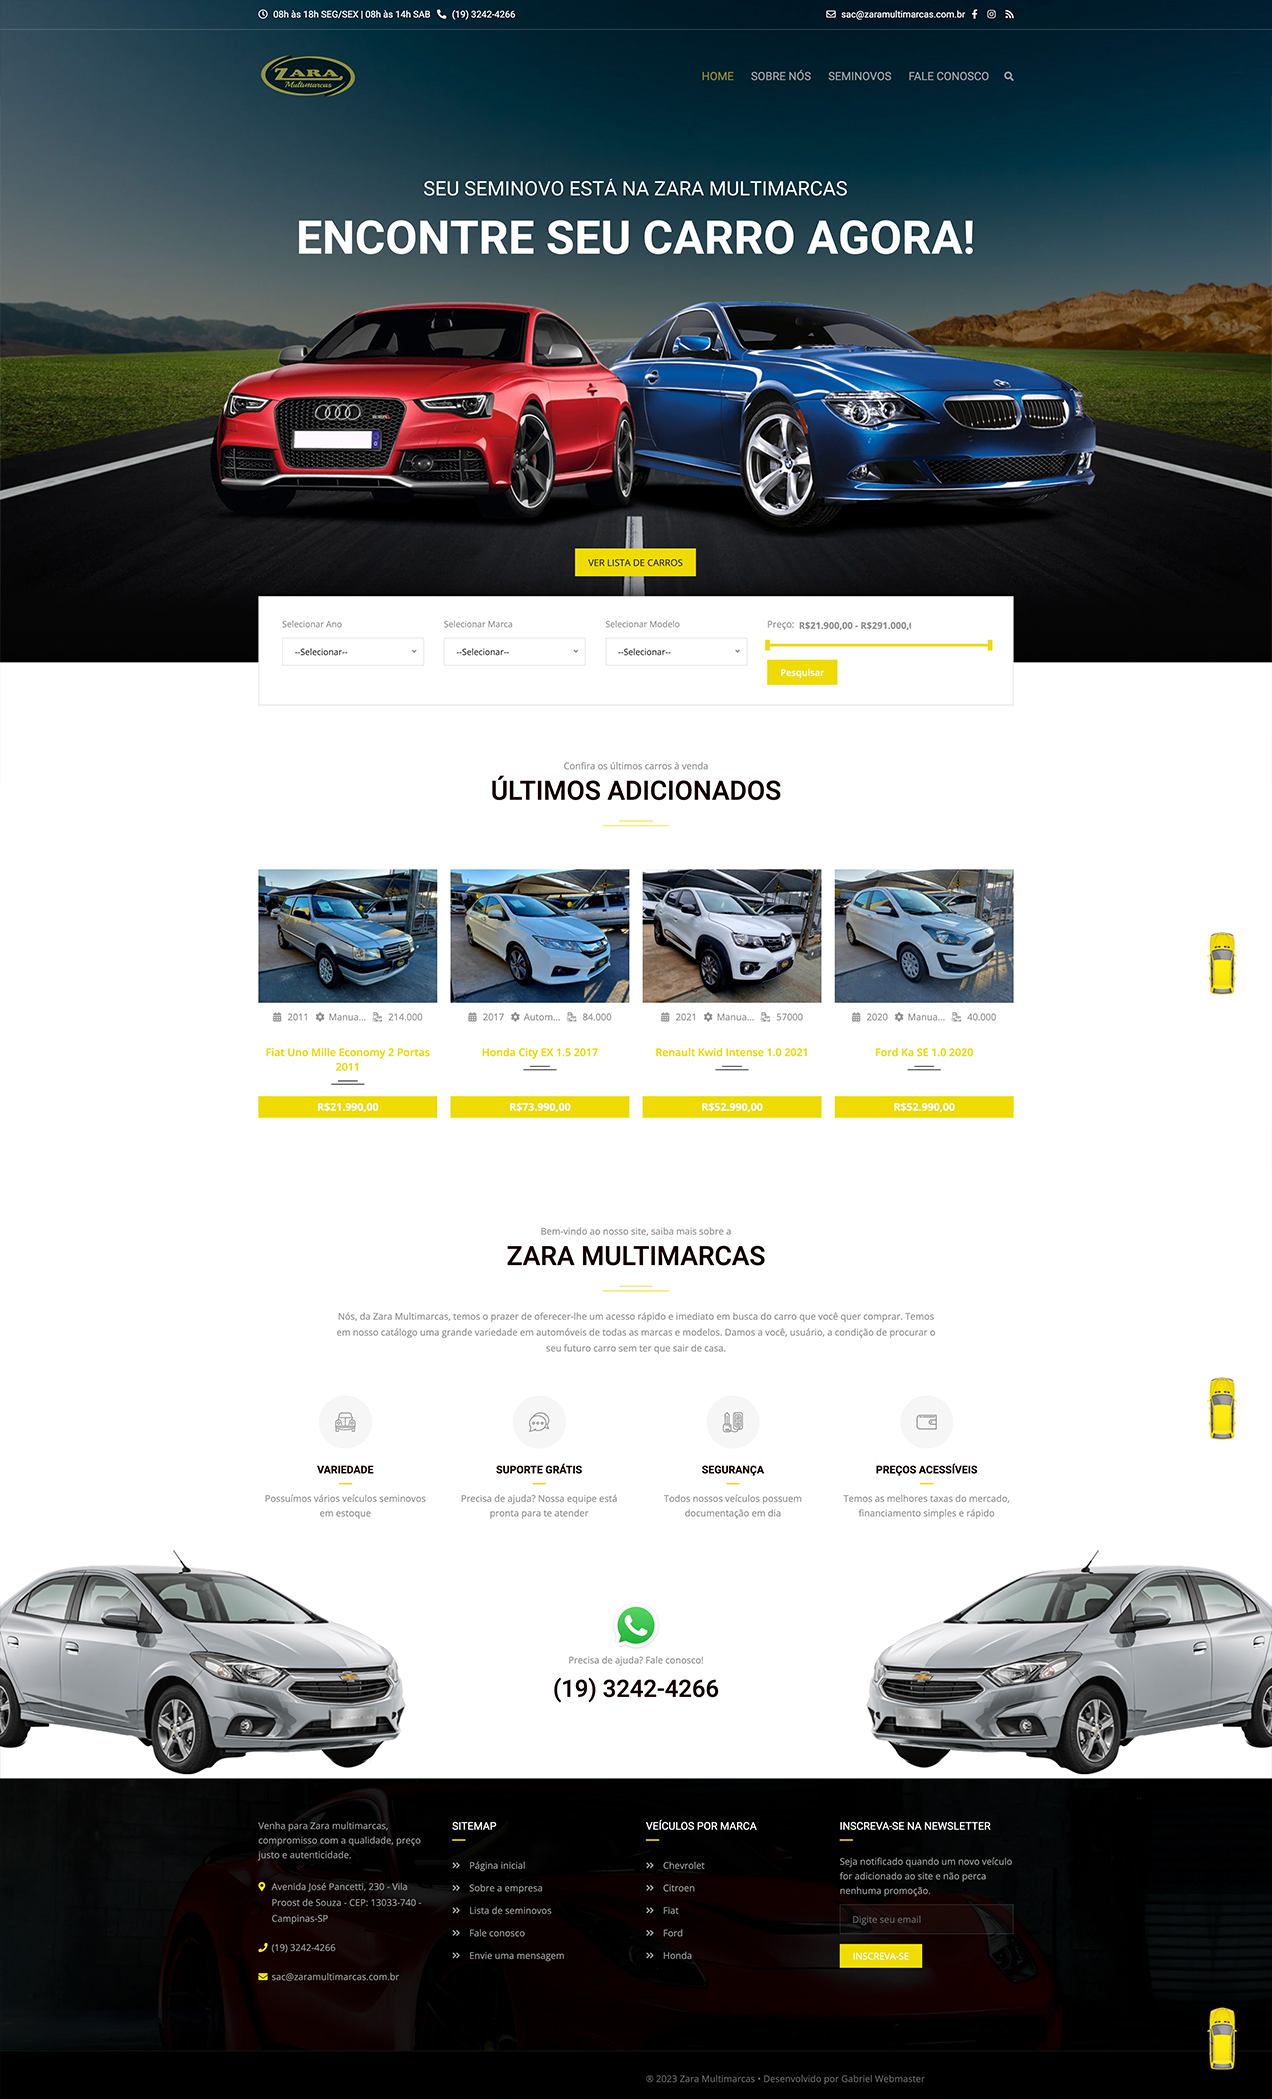 08h às 18h SEG/SEX | 08h às 14h SAB (19) 3242-4266 sac@zaramultimarcas.com.br
ZARA
Multimarcas
HOME SOBRE NÓS SEMINOVOS FALE CONOSCO
SEU SEMINOVO ESTÁ NA ZARA MULTIMARCAS
ENCONTRE SEU CARRO AGORA!
VER LISTA DE CARROS
Selecionar Ano Selecionar Marca Selecionar Modelo Preço: R$21.900,00 - R$291.000,(
--Selecionar-- --Selecionar-- --Selecionar--
Pesquisar
Confira os últimos carros à venda
ÚLTIMOS ADICIONADOS
2011 Manua... 214.000 2017 Autom... 84.000 2021 Manua... 57000 2020 Manua... 40.000
Fiat Uno Mille Economy 2 Portas
2011
Honda City EX 1.5 2017
Renault Kwid Intense 1.0 2021
Ford Ka SE 1.0 2020
R$21.990,00 R$73.990,00 R$52.990,00 R$52.990,00
Bem-vindo ao nosso site, saiba mais sobre a
ZARA MULTIMARCAS
Nós, da Zara Multimarcas, temos o prazer de oferecer-lhe um acesso rápido e imediato em busca do carro que você quer comprar. Temos
em nosso catálogo uma grande variedade em automóveis de todas as marcas e modelos. Damos a você, usuário, a condição de procurar o
seu futuro carro sem ter que sair de casa.
VARIEDADE
Possuímos vários veículos seminovos
em estoque
SUPORTE GRÁTIS
Precisa de ajuda? Nossa equipe está
pronta para te atender
SEGURANÇA
Todos nossos veículos possuem
documentação em dia
PREÇOS ACESSÍVEIS
Temos as melhores taxas do mercado,
financiamento simples e rápido
Precisa de ajuda? Fale conosco!
(19) 3242-4266
Venha para Zara multimarcas,
compromisso com a qualidade, preço
justo e autenticidade.
Avenida José Pancetti, 230 - Vila
Proost de Souza - CEP: 13033-740 -
Campinas-SP
(19) 3242-4266
sac@zaramultimarcas.com.br
SITEMAP
Página inicial
Sobre a empresa
Lista de seminovos
Fale conosco
Envie uma mensagem
VEÍCULOS POR MARCA
Chevrolet
Citroen
Fiat
Ford
Honda
INSCREVA-SE NA NEWSLETTER
Seja notificado quando um novo veículo
for adicionado ao site e não perca
nenhuma promoção.
Digite seu email
INSCREVA-SE
® 2023 Zara Multimarcas • Desenvolvido por Gabriel Webmaster